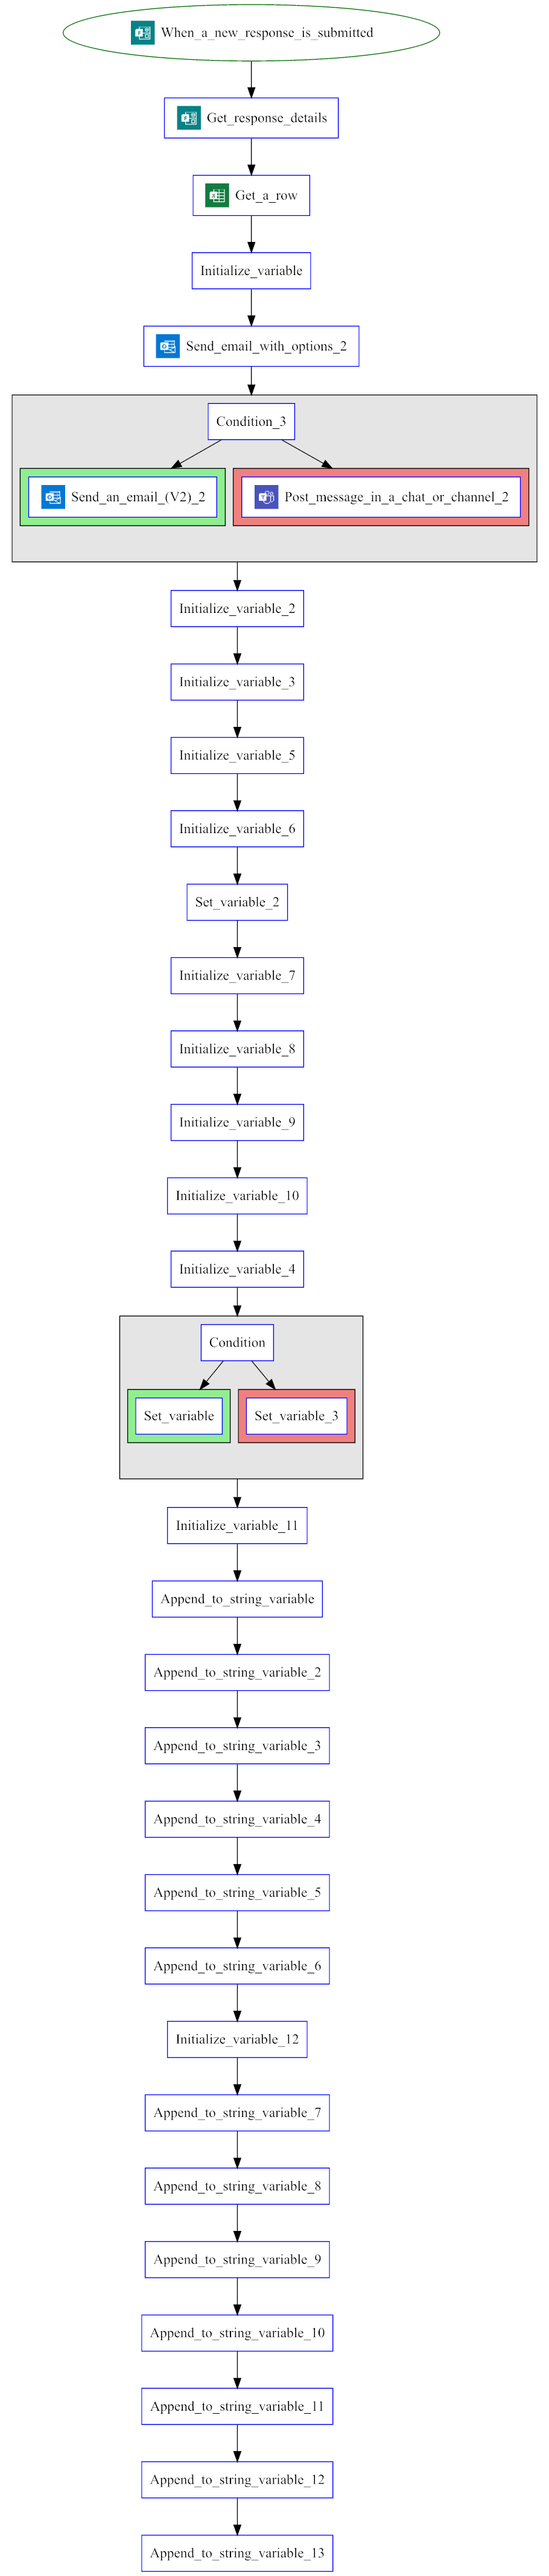 When_a_new_response_is_submitted
Get_response_details
Get_a_row
Initialize_variable
Send_email_with_options_2
Condition_3
Send_an_email_(V2)_2
Post_message_in_a_chat_or_channel_2
Initialize_variable_2
Initialize_variable_3
Initialize_variable_5
Initialize_variable_6
Set_variable_2
Initialize_variable_7
Initialize_variable_8
Initialize_variable_9
Initialize_variable_10
Initialize_variable_4
Condition
Set_variable
Set_variable_3
Initialize_variable_11
Append_to_string_variable
Append_to_string_variable_2
Append_to_string_variable_3
Append_to_string_variable_4
Append_to_string_variable_5
Append_to_string_variable_6
Initialize_variable_12
Append_to_string_variable_7
Append_to_string_variable_8
Append_to_string_variable_9
Append_to_string_variable_10
Append_to_string_variable_11
Append_to_string_variable_12
Append_to_string_variable_13